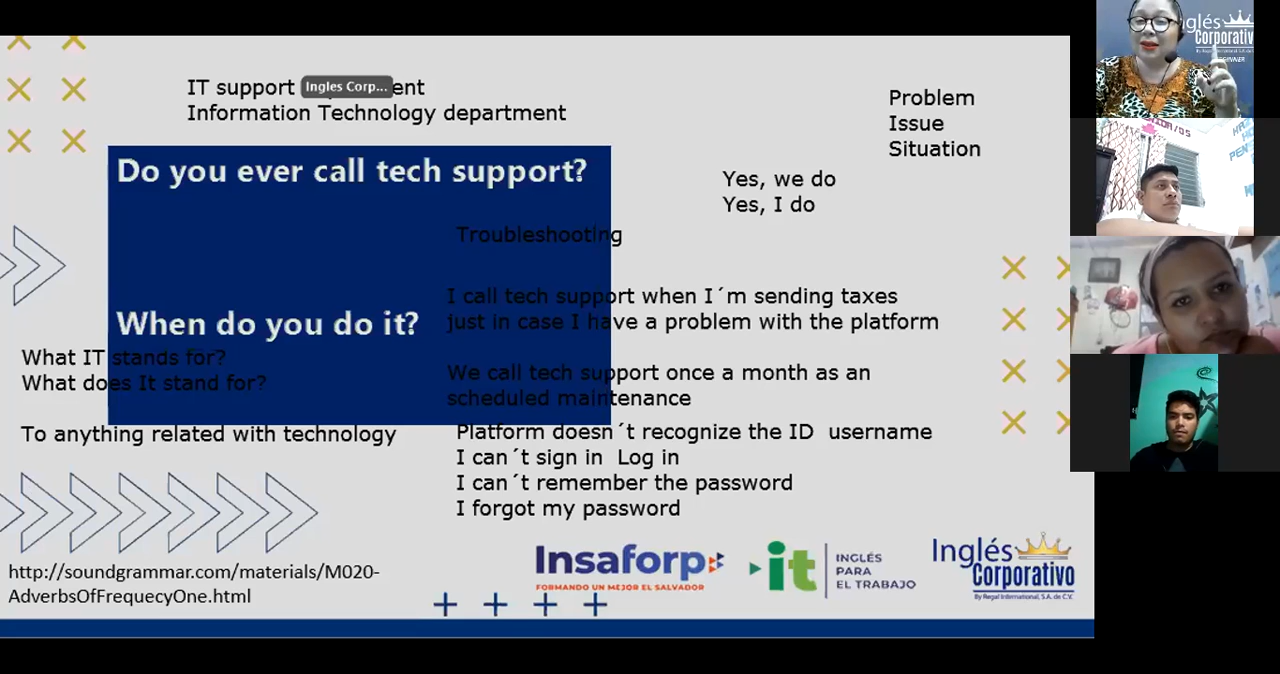 IT support
Ingles Corp...
ent
Information Technology department
Problem
Issue
Situation
Do you ever call tech support?
Yes, we do
Yes, I do
Troubleshooting
I call tech support when I´m sending taxes
just in case I have a problem with the platform
When do you do it?
What IT stands for?
What does It stand for?
We call tech support once a month as an
scheduled maintenance
To anything related with technology
Platform doesn´t recognize the ID username
I can´t sign in Log in
I can´t remember the password
I forgot my password
http://soundgrammar.com/materials/M020-
AdverbsOfFrequecyOne.html
Insaforp
FORMANDO UN MEJOR EL SALVADOR
it
INGLÉS
PARA
EL TRABAJO
Inglés
Corporativo
By Regal International, S.A. de C.V.
glés
Corporativo